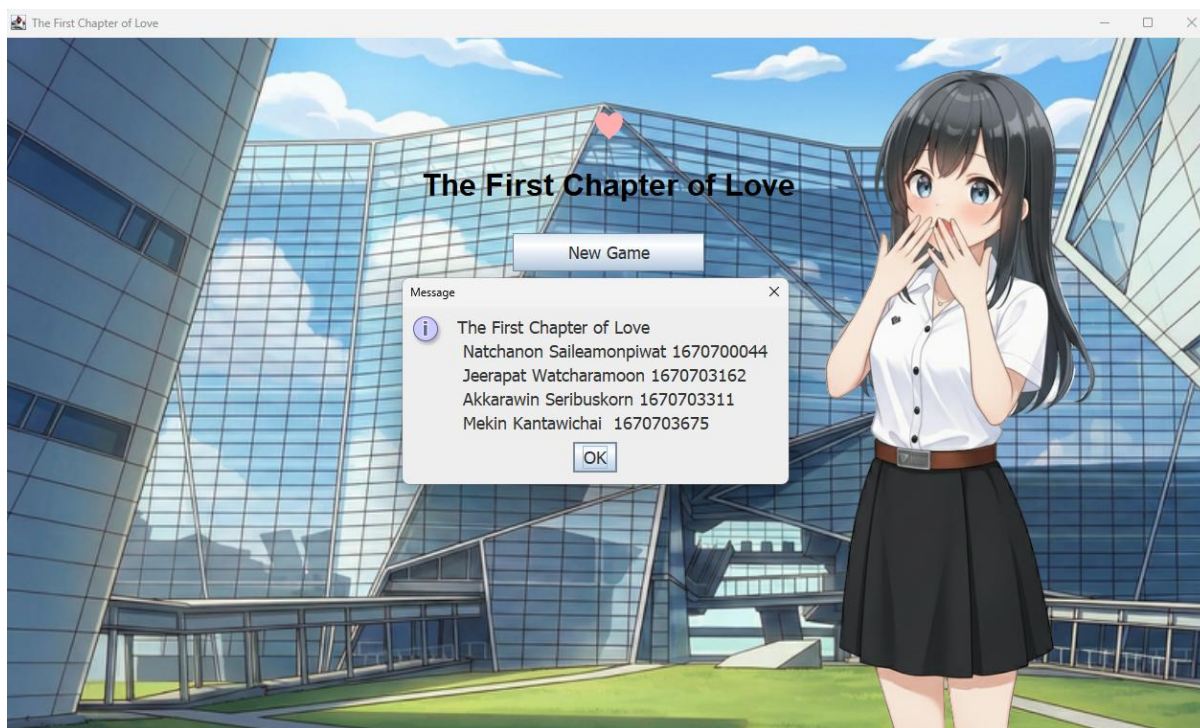 The First Chapter of Love
The First Chapter of Love
New Game
Message
The First Chapter of Love
Natchanon Saileamonpiwat 1670700044
Jeerapat Watcharamoon 1670703162
Akkarawin Seribuskorn 1670703311
Mekin Kantawichai  1670703675
OK